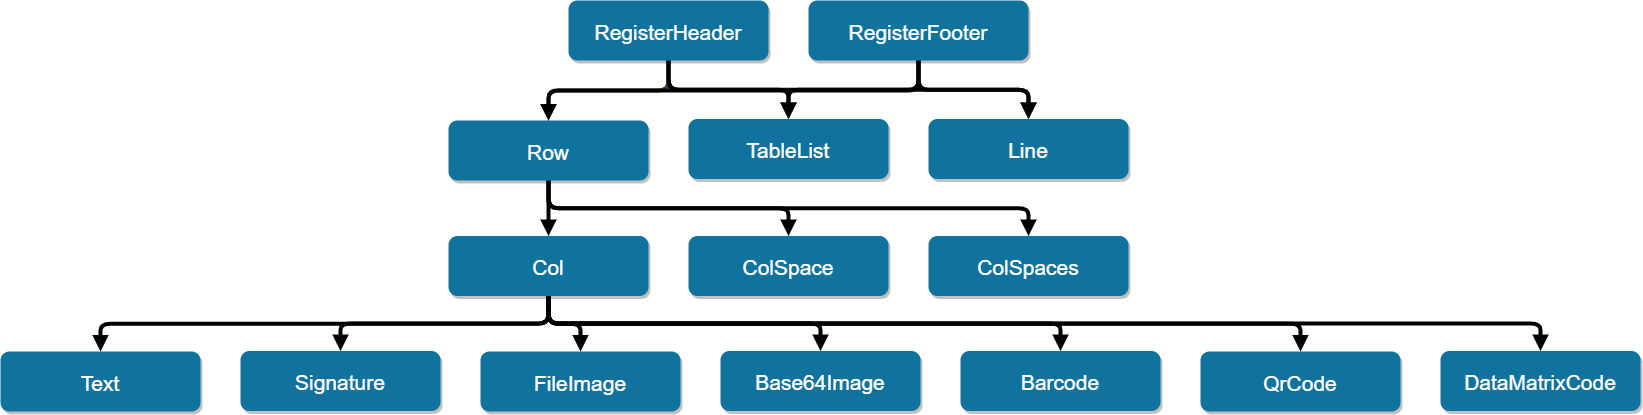 RegisterHeader
RegisterFooter
Row
TableList
Line
Col
ColSpace
ColSpaces
Text
Signature
FileImage
Base64Image
Barcode
QrCode
DataMatrixCode